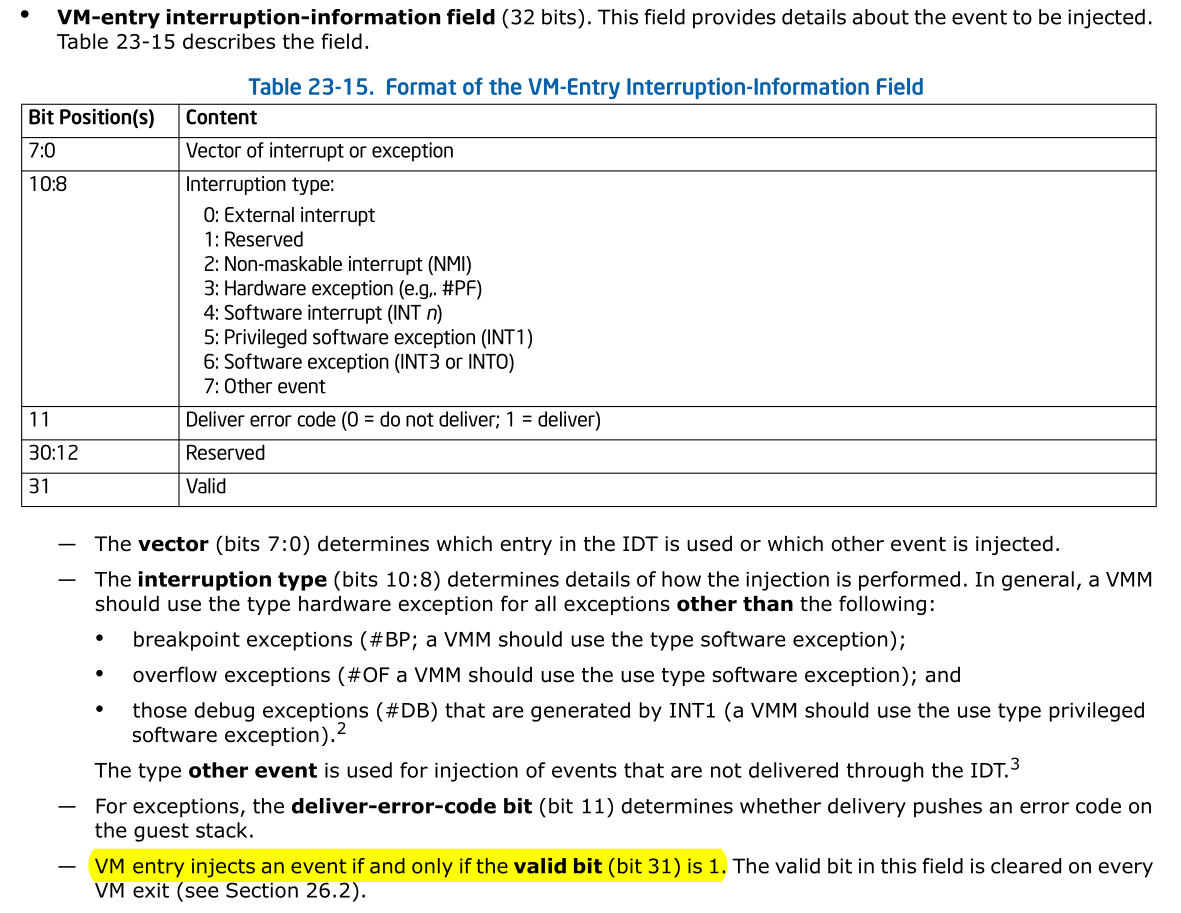 • VM-entry interruption-information field (32 bits). This field provides details about the event to be injected.
Table 23-15 describes the field.
Table 23-15. Format of the VM-Entry Interruption-Information Field
Bit Position(s) Content
7:0 Vector of interrupt or exception
10:8 Interruption type:
0: External interrupt
1: Reserved
2: Non-maskable interrupt (NMI)
3: Hardware exception (e.g,. #PF)
4: Software interrupt (INT n)
5: Privileged software exception (INT1)
6: Software exception (INT3 or INTO)
7: Other event
11 Deliver error code (0 = do not deliver; 1 = deliver)
30:12 Reserved
31 Valid
— The vector (bits 7:0) determines which entry in the IDT is used or which other event is injected.
— The interruption type (bits 10:8) determines details of how the injection is performed. In general, a VMM
should use the type hardware exception for all exceptions other than the following:
• breakpoint exceptions (#BP; a VMM should use the type software exception);
• overflow exceptions (#OF a VMM should use the use type software exception); and
• those debug exceptions (#DB) that are generated by INT1 (a VMM should use the use type privileged
software exception).2
The type other event is used for injection of events that are not delivered through the IDT.3
— For exceptions, the deliver-error-code bit (bit 11) determines whether delivery pushes an error code on
the guest stack.
— VM entry injects an event if and only if the valid bit (bit 31) is 1. The valid bit in this field is cleared on every
VM exit (see Section 26.2).